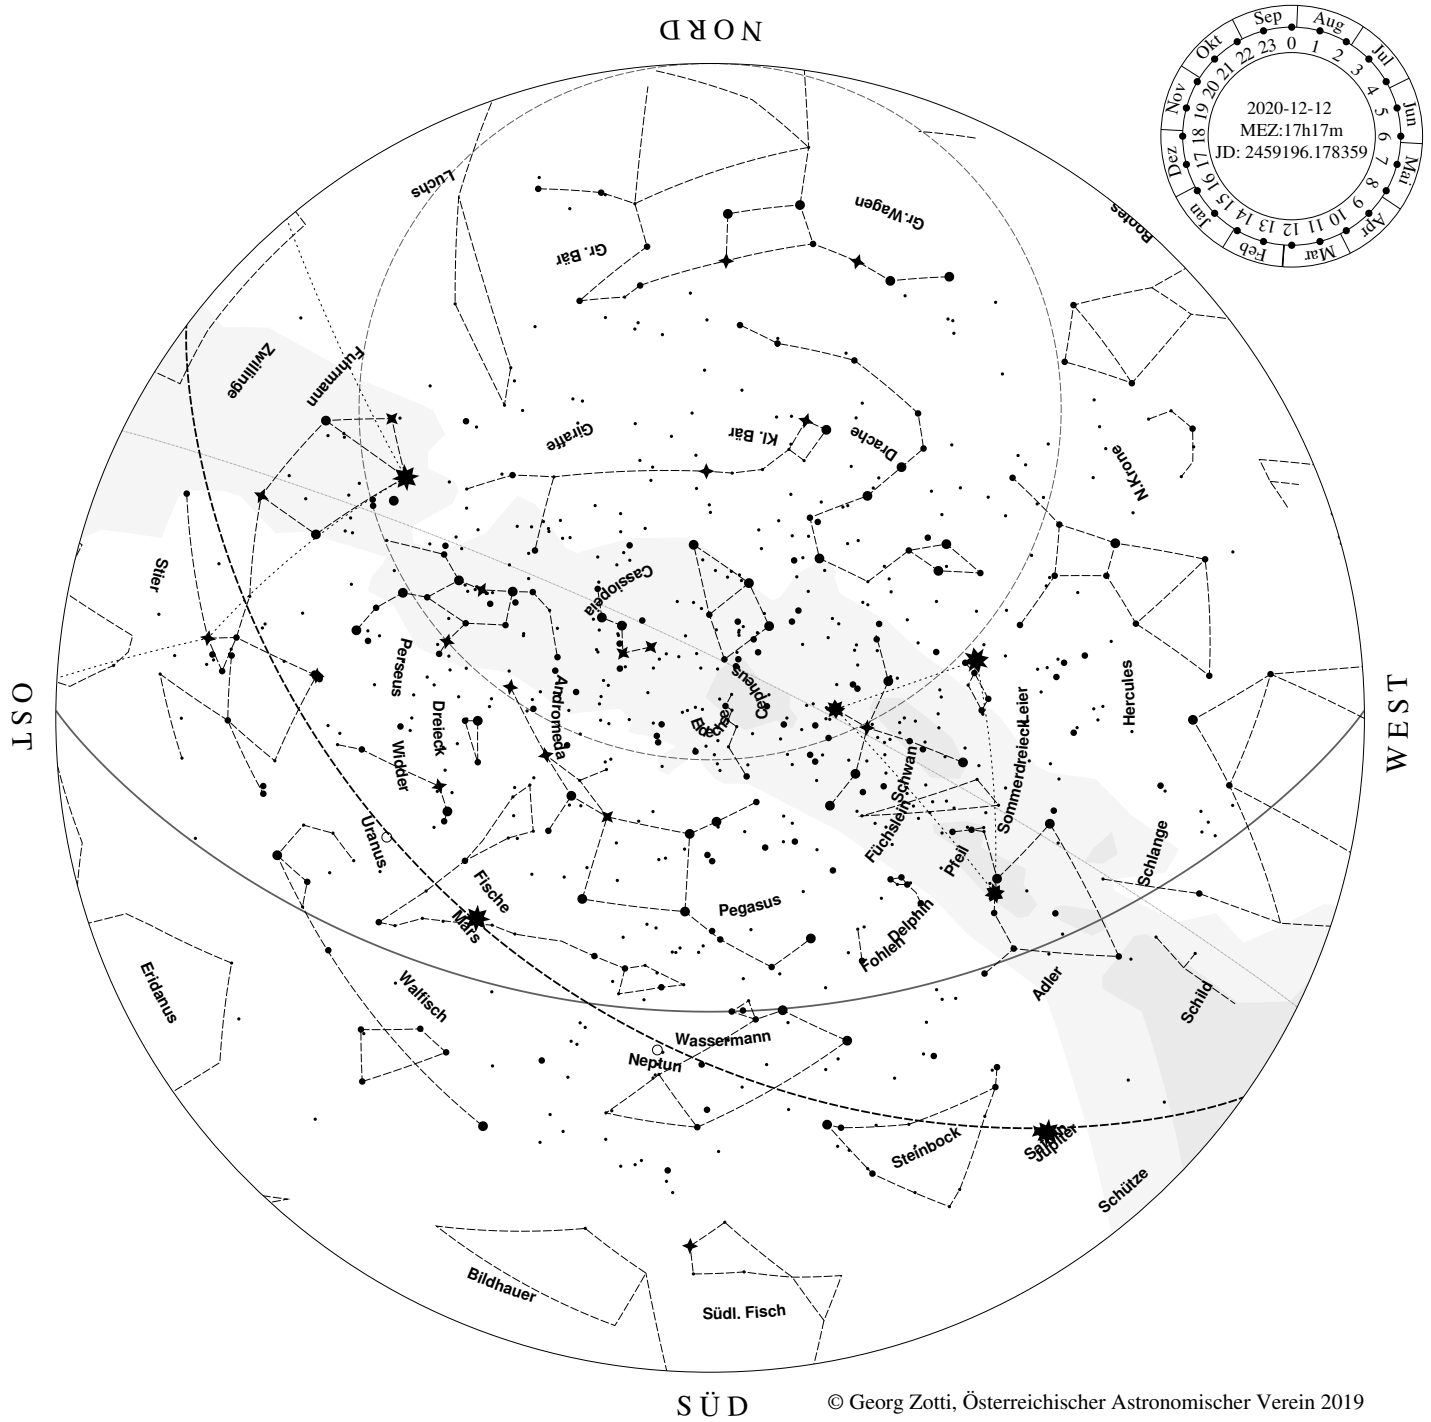 NORD
Sep
Aug
Jul
Jun
Mai
Apr
Mar
Feb
Jan
Dez
Nov
Okt
0
1
2
3
4
5
6
7
8
9
10
11
12
13
14
15
16
17
18
19
20
21
22
23
2020-12-12
MEZ:17h17m
JD: 2459196.178359
Luchs
Gr. Bär
Gr.Wagen
Bootes
Zwillinge
Fuhrmann
Giraffe
Kl. Bär
Drache
N.Krone
Stier
Cassiopeia
Perseus
Dreieck
Andromeda
Cepheus
Eidechse
Leier
Hercules
OST
WEST
Widder
Schwan
Sommerdreieck
Uranus
Füchslein
Pfeil
Schlange
Fische
Mars
Pegasus
Delphin
Fohlen
Eridanus
Walfisch
Adler
Schild
Wassermann
Neptun
Steinbock
Saturn
Jupiter
Schütze
Bildhauer
Südl. Fisch
SÜD
© Georg Zotti, Österreichischer Astronomischer Verein 2019